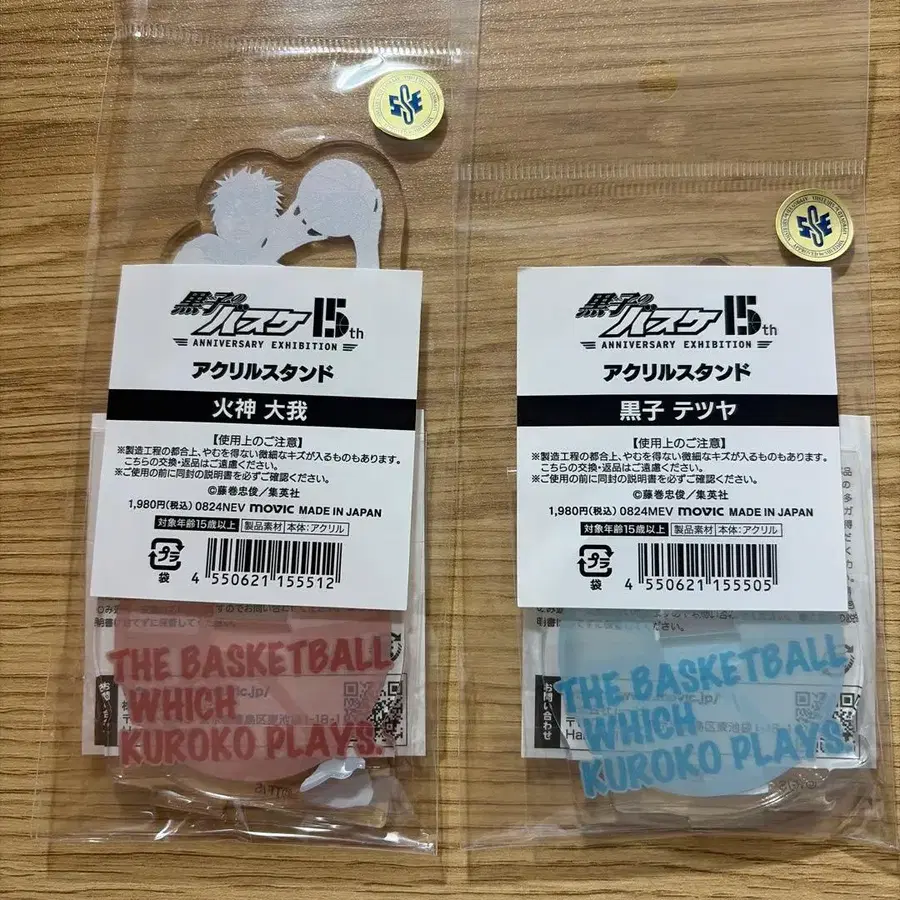 SSE
黒子の
バスケ 15th
ANNIVERSARY EXHIBITION
アクリルスタンド
火神 大我
【使用上のご注意】
※製造工程の都合上、やむを得ない微細なキズが入るものもあります。
こちらの交換・返品はご遠慮ください。
※ご使用の前に同封の説明書を必ずご確認ください。
©藤巻忠俊／集英社
1,980円(税込) 0824NEV movic MADE IN JAPAN
対象年齢15歳以上 製品素材 本体:アクリル
プラ
袋
4 550621 155512
THE BASKETBALL
WHICH
KUROKO PLAYS.
SSE
黒子の
バスケ 15th
ANNIVERSARY EXHIBITION
アクリルスタンド
黒子 テツヤ
【使用上のご注意】
※製造工程の都合上、やむを得ない微細なキズが入るものもあります。
こちらの交換・返品はご遠慮ください。
※ご使用の前に同封の説明書を必ずご確認ください。
©藤巻忠俊／集英社
1,980円(税込) 0824MEV movic MADE IN JAPAN
対象年齢15歳以上 製品素材 本体:アクリル
プラ
袋
4 550621 155505
お問い合わせ
THE BASKETBALL
WHICH
KUROKO PLAYS.